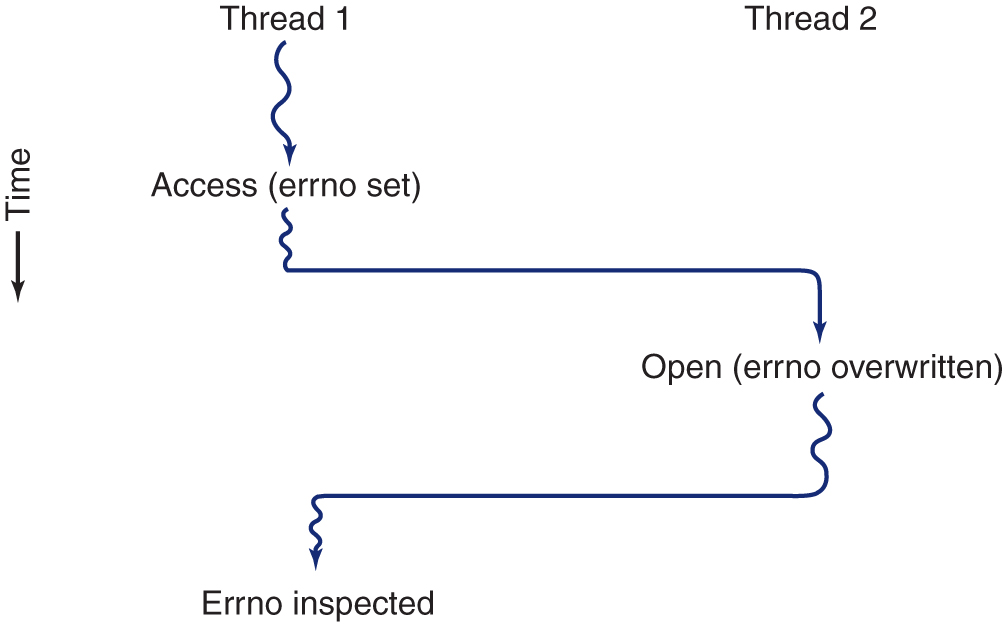 Thread 1
Thread 2
Time
Access (errno set)
Open (errno overwritten)
Errno inspected